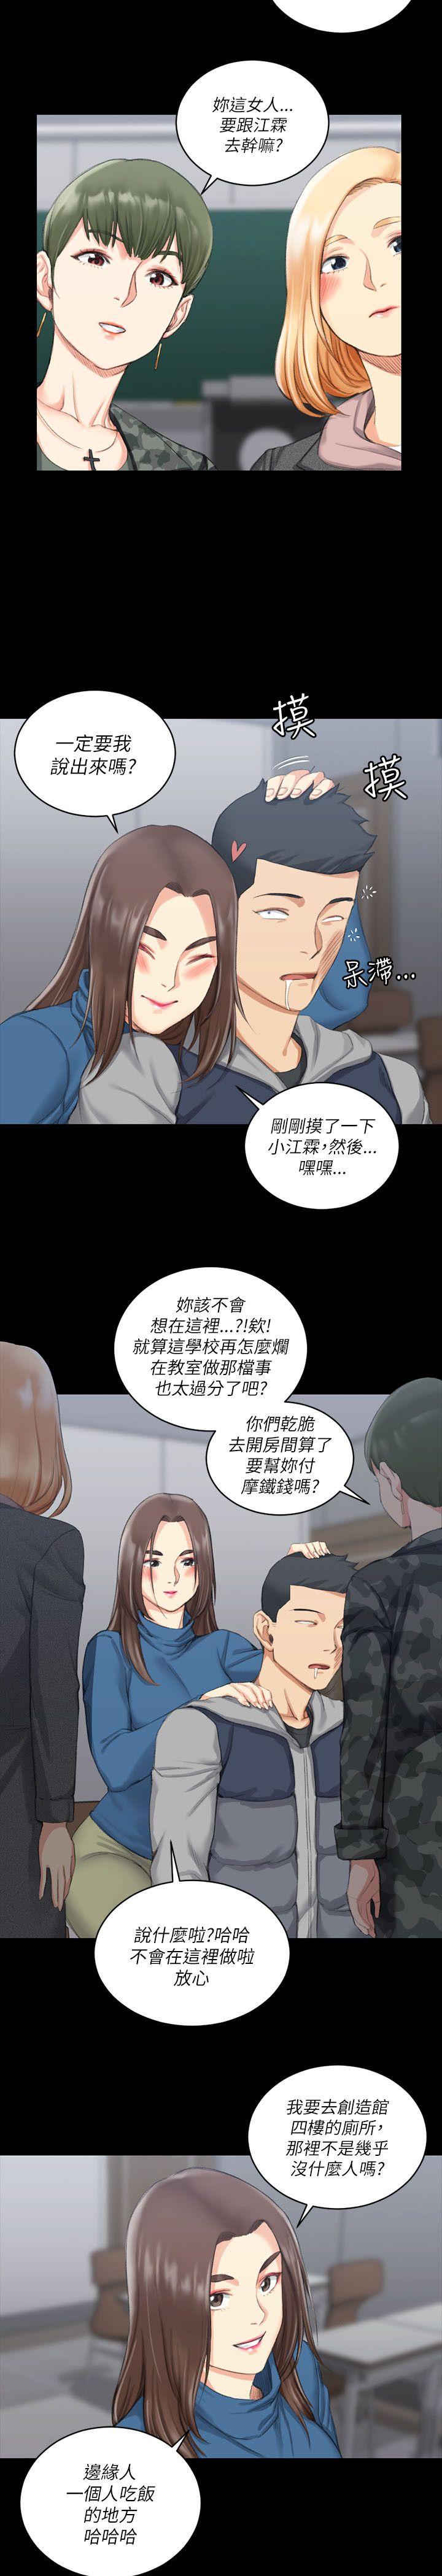 妳這女人...
要跟江霖
去幹嘛?
一定要我
說出來嗎?
摸
摸
呆滯...
剛剛摸了一下
小江霖,然後...
嘿嘿...
妳該不會
想在這裡...?!欸!
就算這學校再怎麼爛
在教室做那檔事
也太過分了吧?
你們乾脆
去開房間算了
要幫妳付
摩鐵錢嗎?
說什麼啦?哈哈
不會在這裡做啦
放心
我要去創造館
四樓的廁所,
那裡不是幾乎
沒什麼人嗎?
邊緣人
一個人吃飯
的地方
哈哈哈